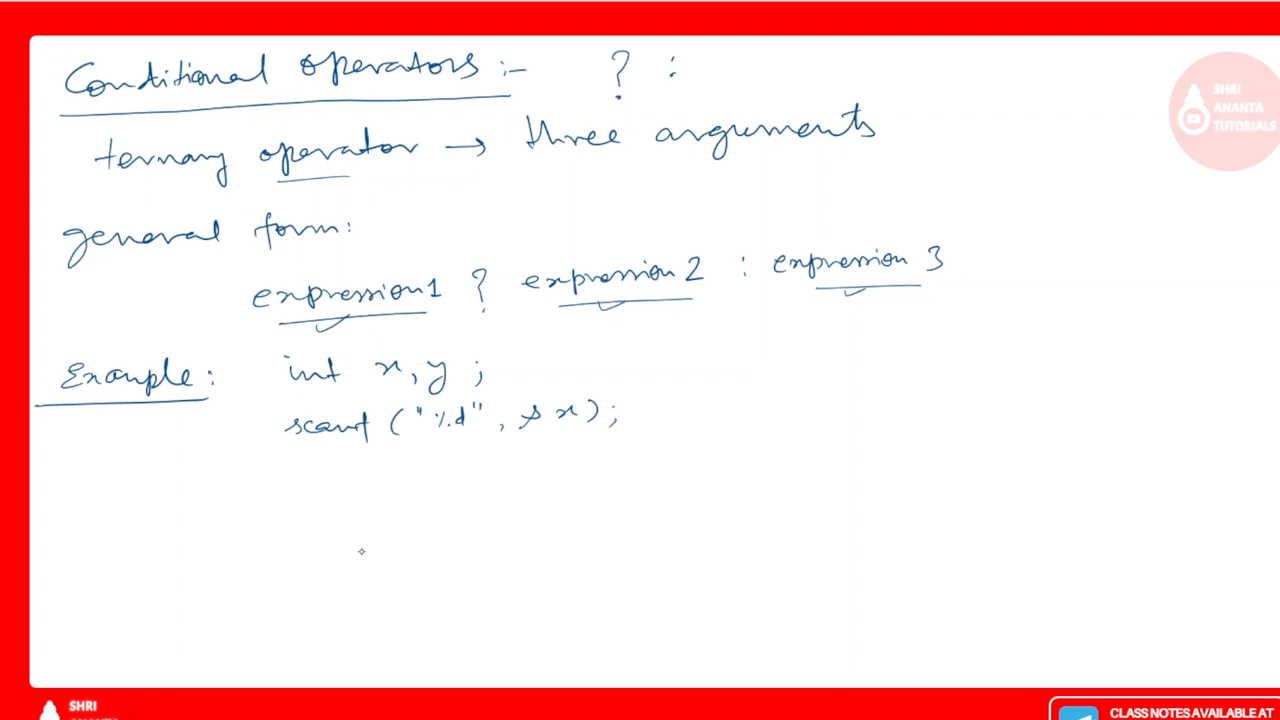 Conditional operators :- ? :
ternary operator → three arguments
general form:
expression1 ? expression 2 : expression 3
Example: int x, y ;
scanf ("%d", &x);
SHRI
ANANTA
TUTORIALS
SHRI
CLASS NOTES AVAILABLE AT